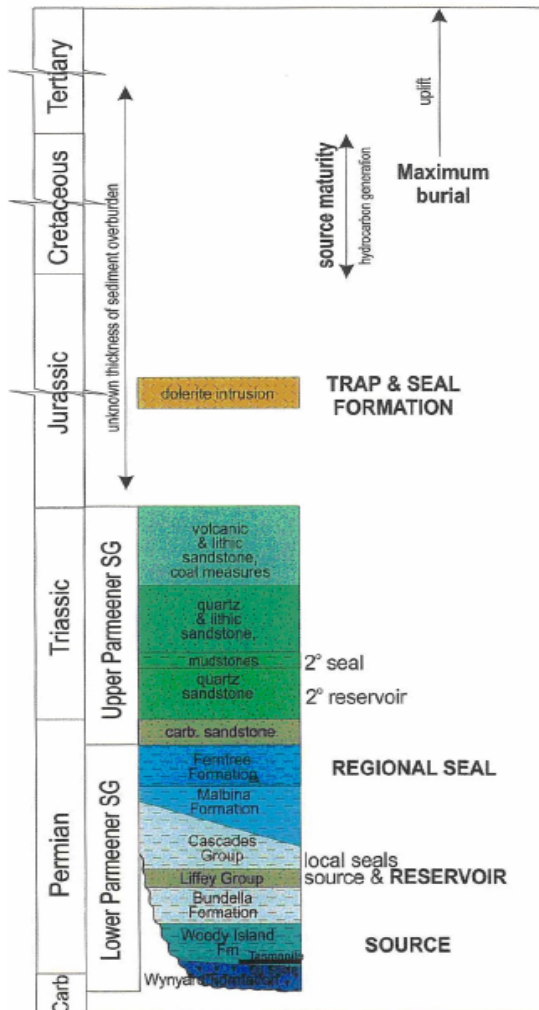 Tertiary
Cretaceous
Jurassic
Triassic
Permian
Carb
unknown thickness of sediment overburden
source maturity
hydrocarbon generation
uplift
Maximum
burial
dolerite intrusion
TRAP & SEAL
FORMATION
Upper Parmeener SG
Lower Parmeener SG
volcanic
& lithic
sandstone,
coal measures
quartz
& lithic
sandstone,
mudstones
2° seal
quartz
sandstone
2° reservoir
carb. sandstone
Ferntree
Formation
REGIONAL SEAL
Malbina
Formation
Cascades
Group
local seals
Liffey Group
source & RESERVOIR
Bundella
Formation
Woody Island
Fm
SOURCE
Tasmanite
Wynyard Formation